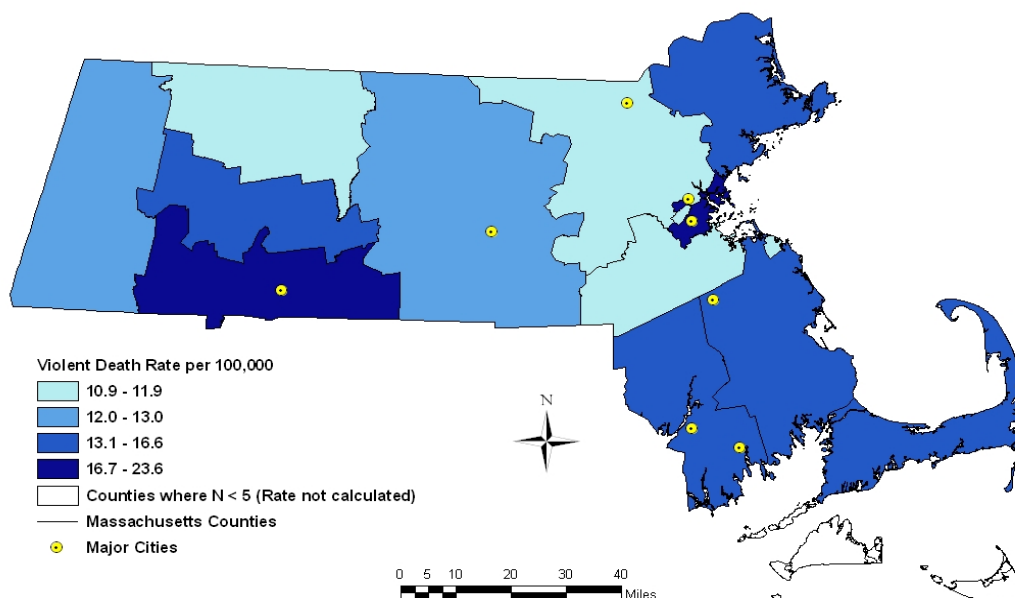 N
Violent Death Rate per 100,000
10.9 - 11.9
12.0 - 13.0
13.1 - 16.6
16.7 - 23.6
Counties where N < 5 (Rate not calculated)
Massachusetts Counties
Major Cities
0 5 10 20 30 40
Miles